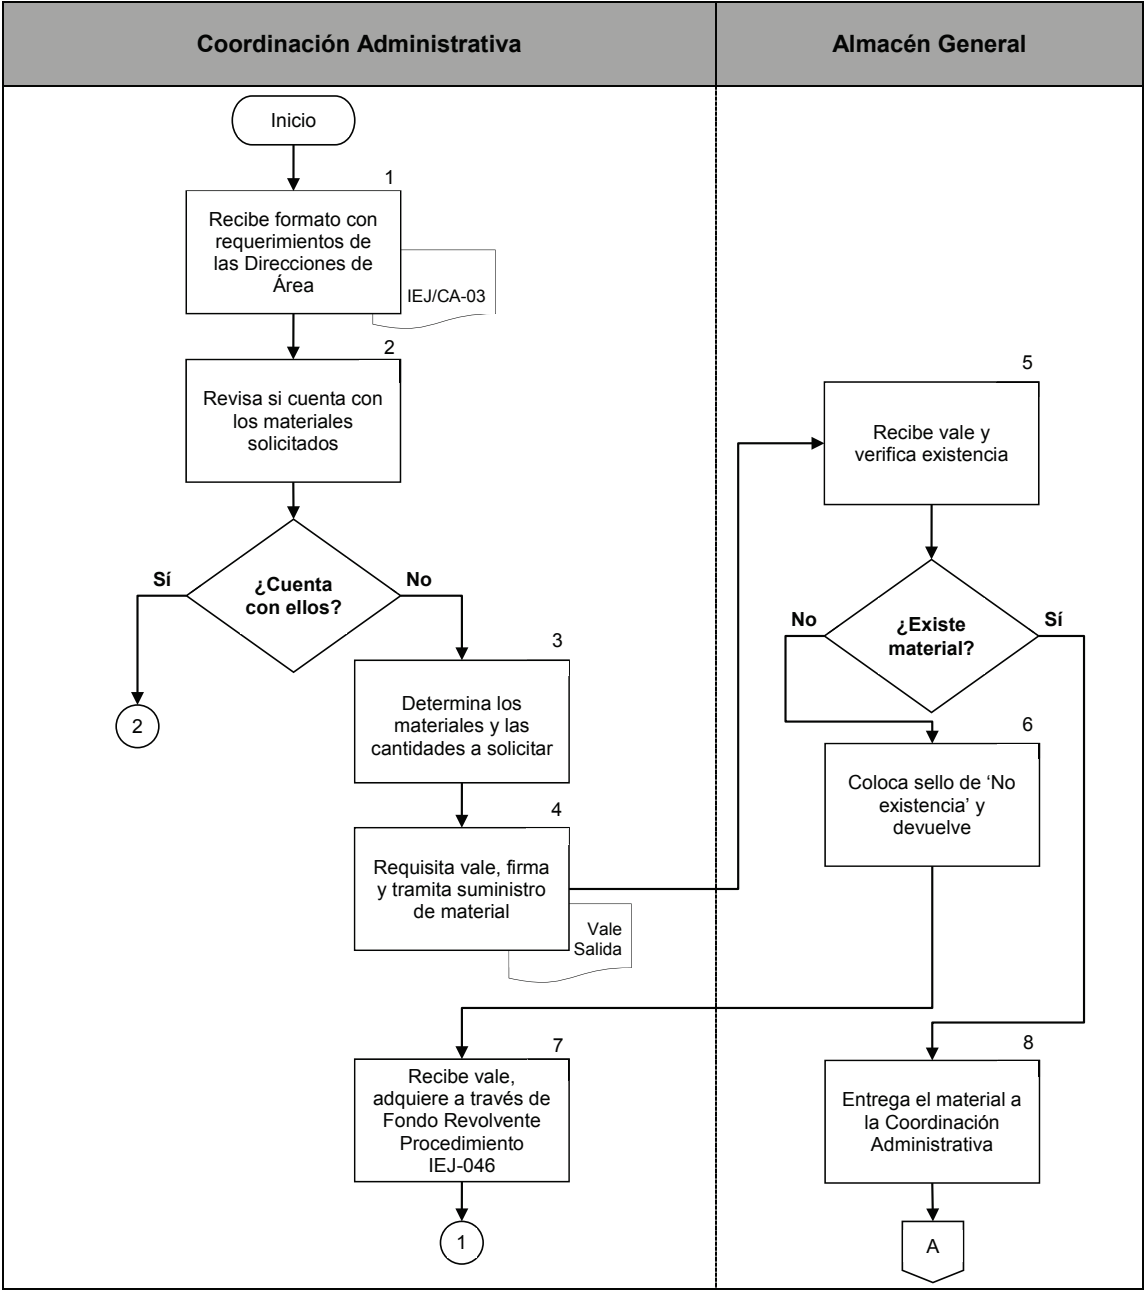 Coordinación Administrativa
Almacén General
Inicio
1
Recibe formato con
requerimientos de
las Direcciones de
Área
IEJ/CA-03
2
Revisa si cuenta con
los materiales
solicitados
¿Cuenta
con ellos?
Sí
No
2
3
Determina los
materiales y las
cantidades a solicitar
4
Requisita vale, firma
y tramita suministro
de material
Vale
Salida
5
Recibe vale y
verifica existencia
¿Existe
material?
No
Sí
6
Coloca sello de ‘No
existencia’ y
devuelve
7
Recibe vale,
adquiere a través de
Fondo Revolvente
Procedimiento
IEJ-046
1
8
Entrega el material a
la Coordinación
Administrativa
A